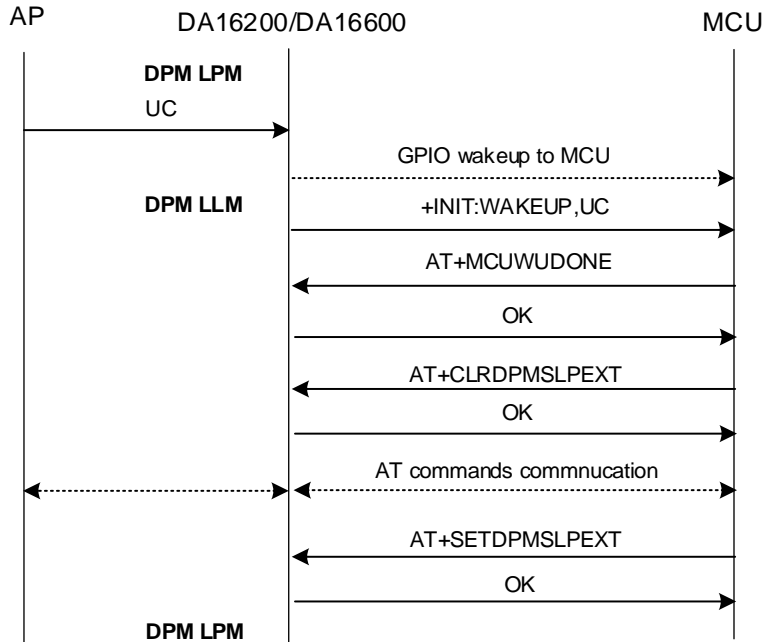 AP
DA16200/DA16600
MCU
DPM LPM
UC
GPIO wakeup to MCU
DPM LLM
+INIT:WAKEUP,UC
AT+MCUWUDONE
OK
AT+CLRDPMSLPEXT
OK
AT commands commnucation
AT+SETDPMSLPEXT
OK
DPM LPM